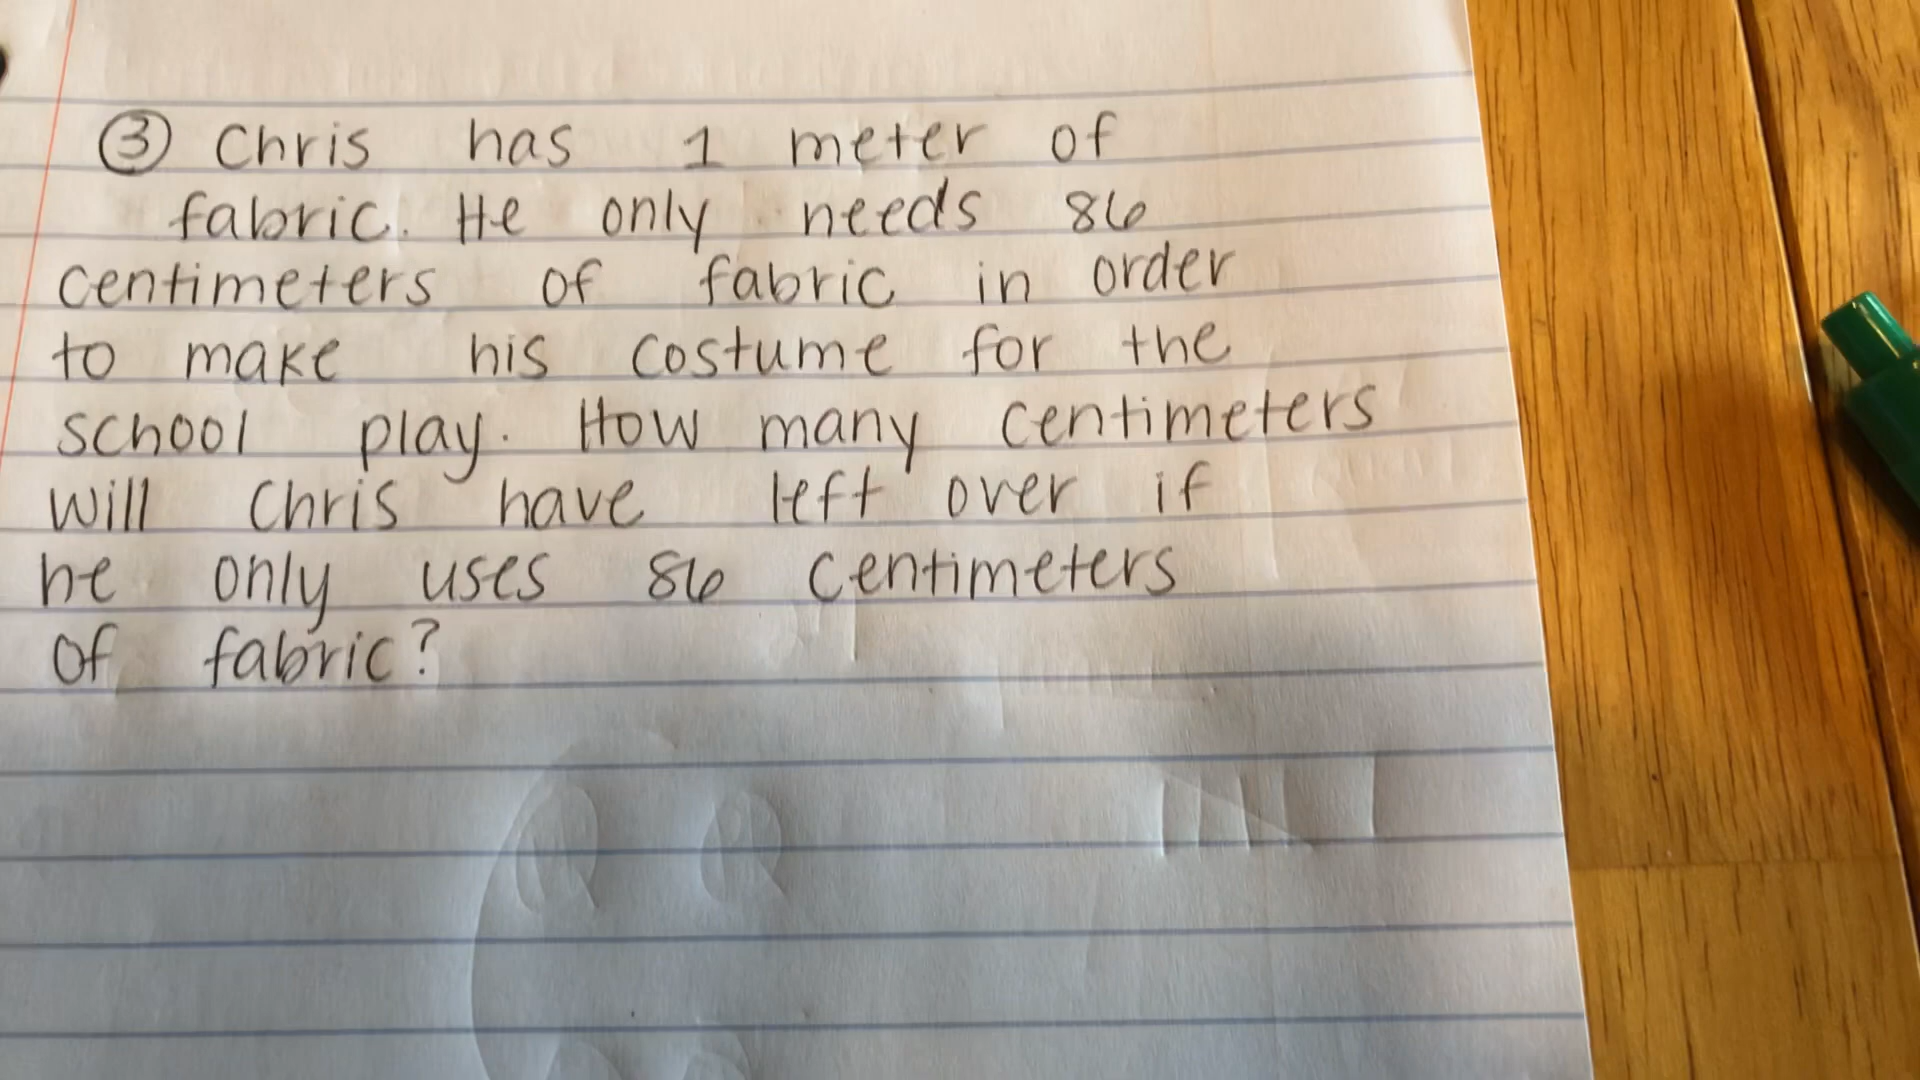 ③ Chris has 1 meter of
fabric. He only needs 86
centimeters of fabric in order
to make his costume for the
school play. How many centimeters
will Chris have left over if
he only uses 86 centimeters
of fabric?